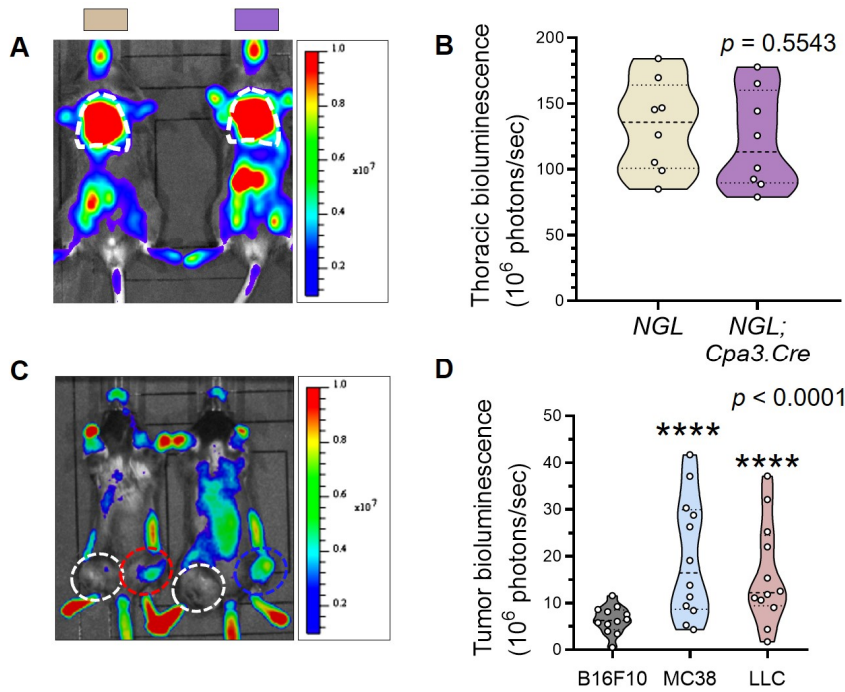 A
1.0
0.8
0.6
x10⁷
0.4
0.2
B
Thoracic bioluminescence
(10⁶ photons/sec)
200
150
100
50
0
p = 0.5543
NGL
NGL;
Cpa3.Cre
C
1.0
0.8
0.6
x10⁷
0.4
0.2
D
Tumor bioluminescence
(10⁶ photons/sec)
50
40
30
20
10
0
p < 0.0001
****
****
B16F10
MC38
LLC